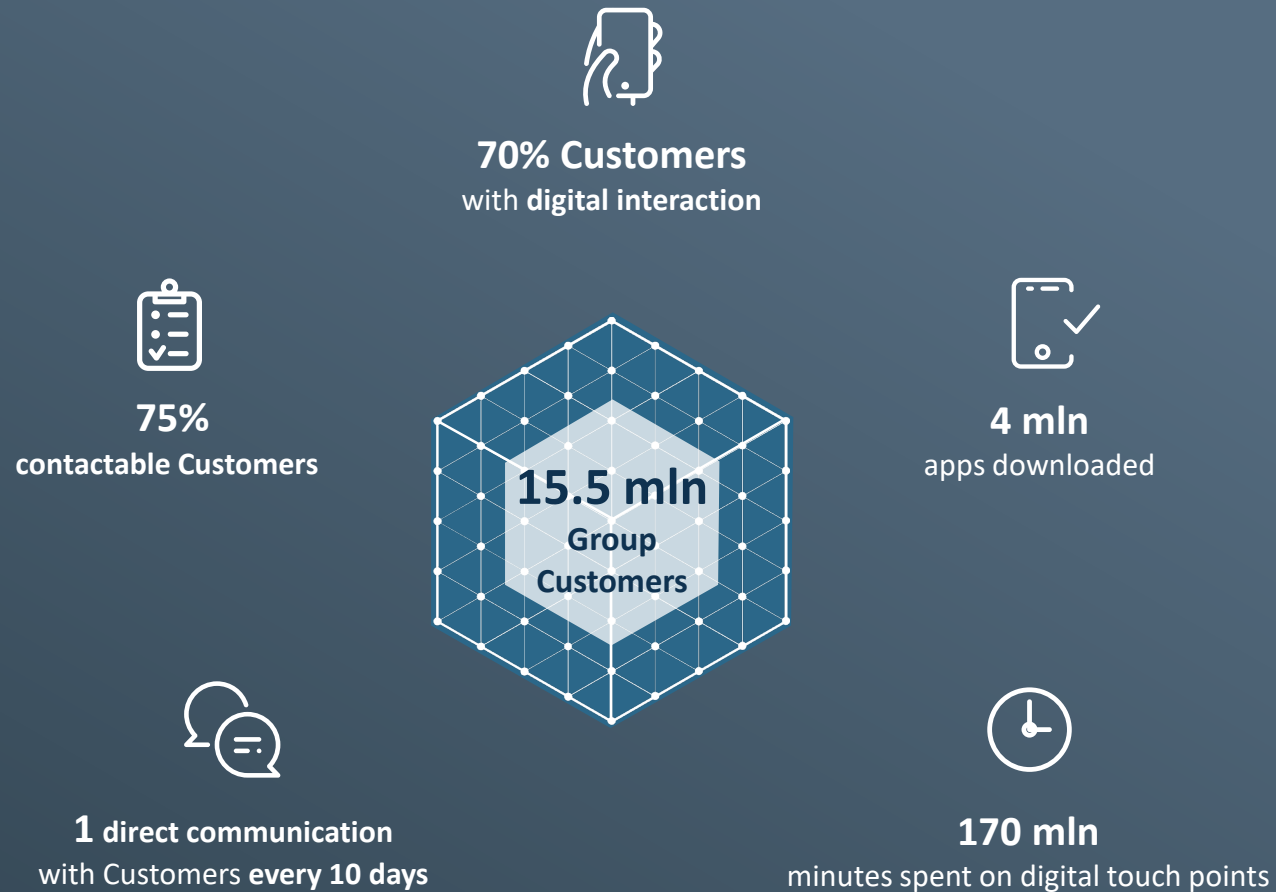 70% Customers
with digital interaction
75%
contactable Customers
4 mln
apps downloaded
15.5 mln
Group
Customers
1 direct communication
with Customers every 10 days
170 mln
minutes spent on digital touch points